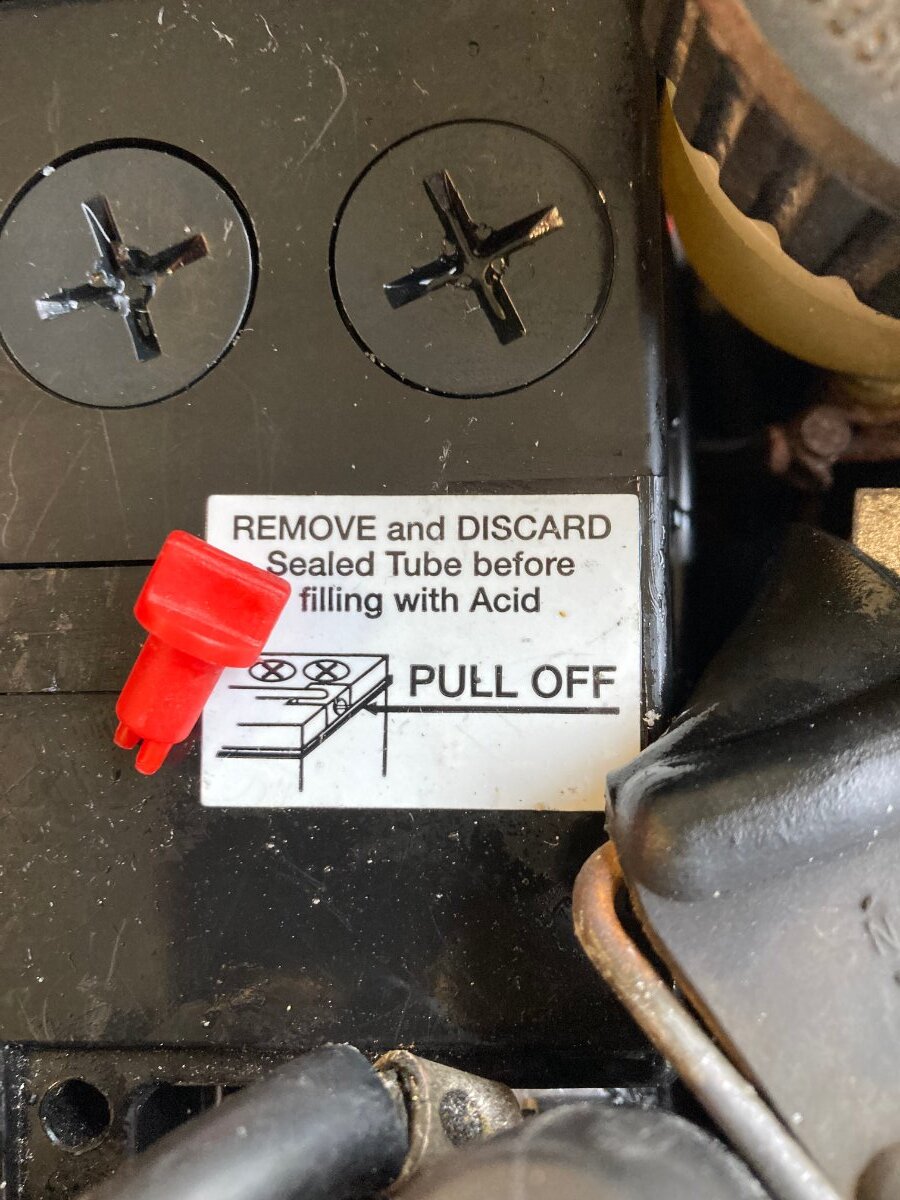 REMOVE and DISCARD
Sealed Tube before
filling with Acid
PULL OFF